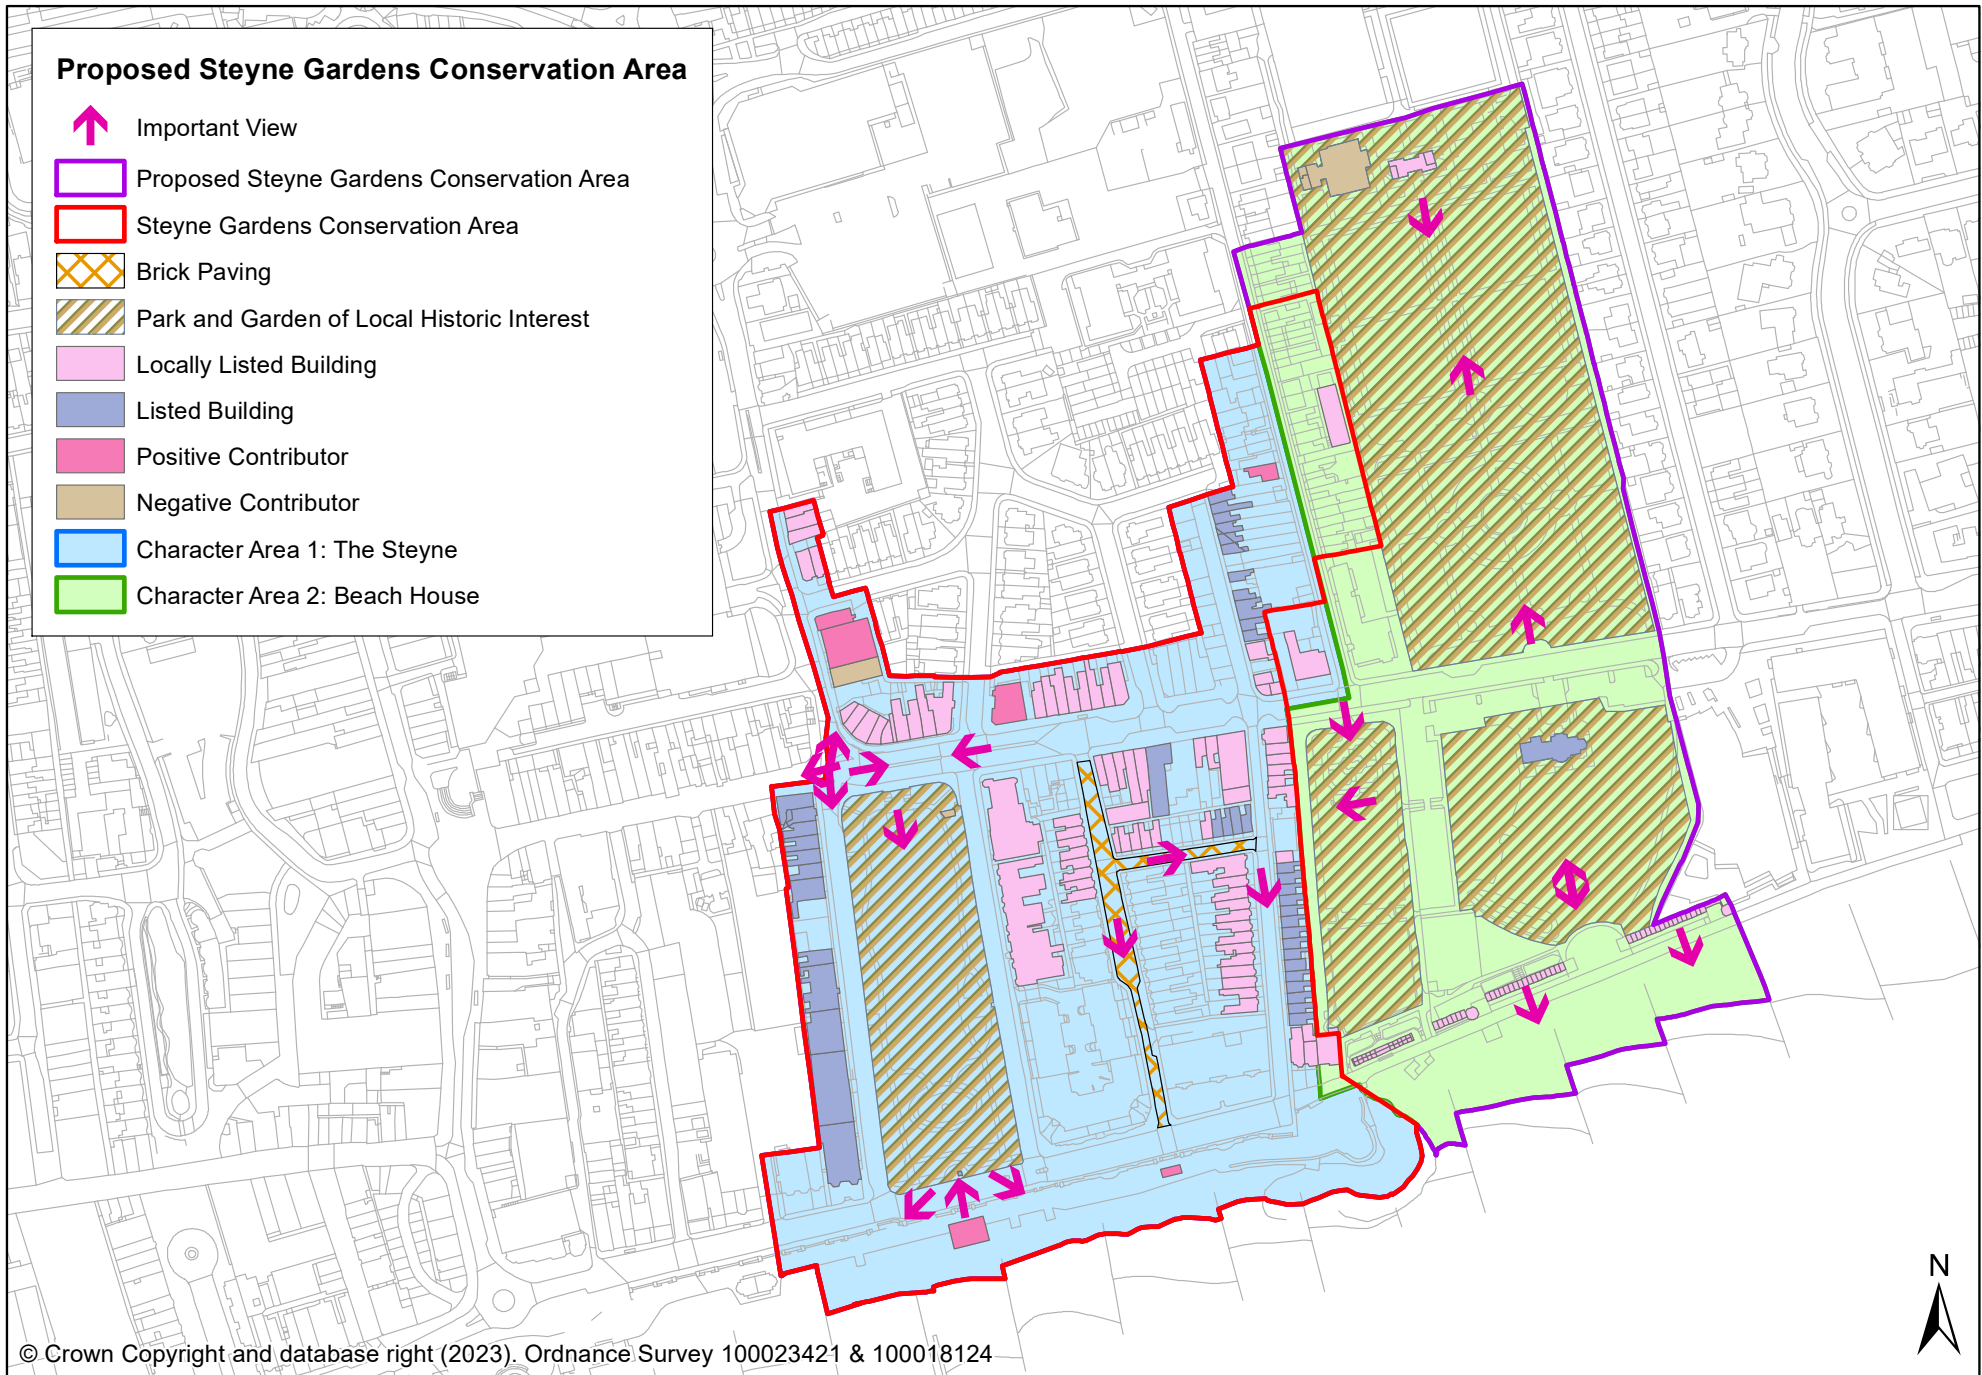 Proposed Steyne Gardens Conservation Area
Important View
Proposed Steyne Gardens Conservation Area
Steyne Gardens Conservation Area
Brick Paving
Park and Garden of Local Historic Interest
Locally Listed Building
Listed Building
Positive Contributor
Negative Contributor
Character Area 1: The Steyne
Character Area 2: Beach House
N
© Crown Copyright and database right (2023). Ordnance Survey 100023421 & 100018124